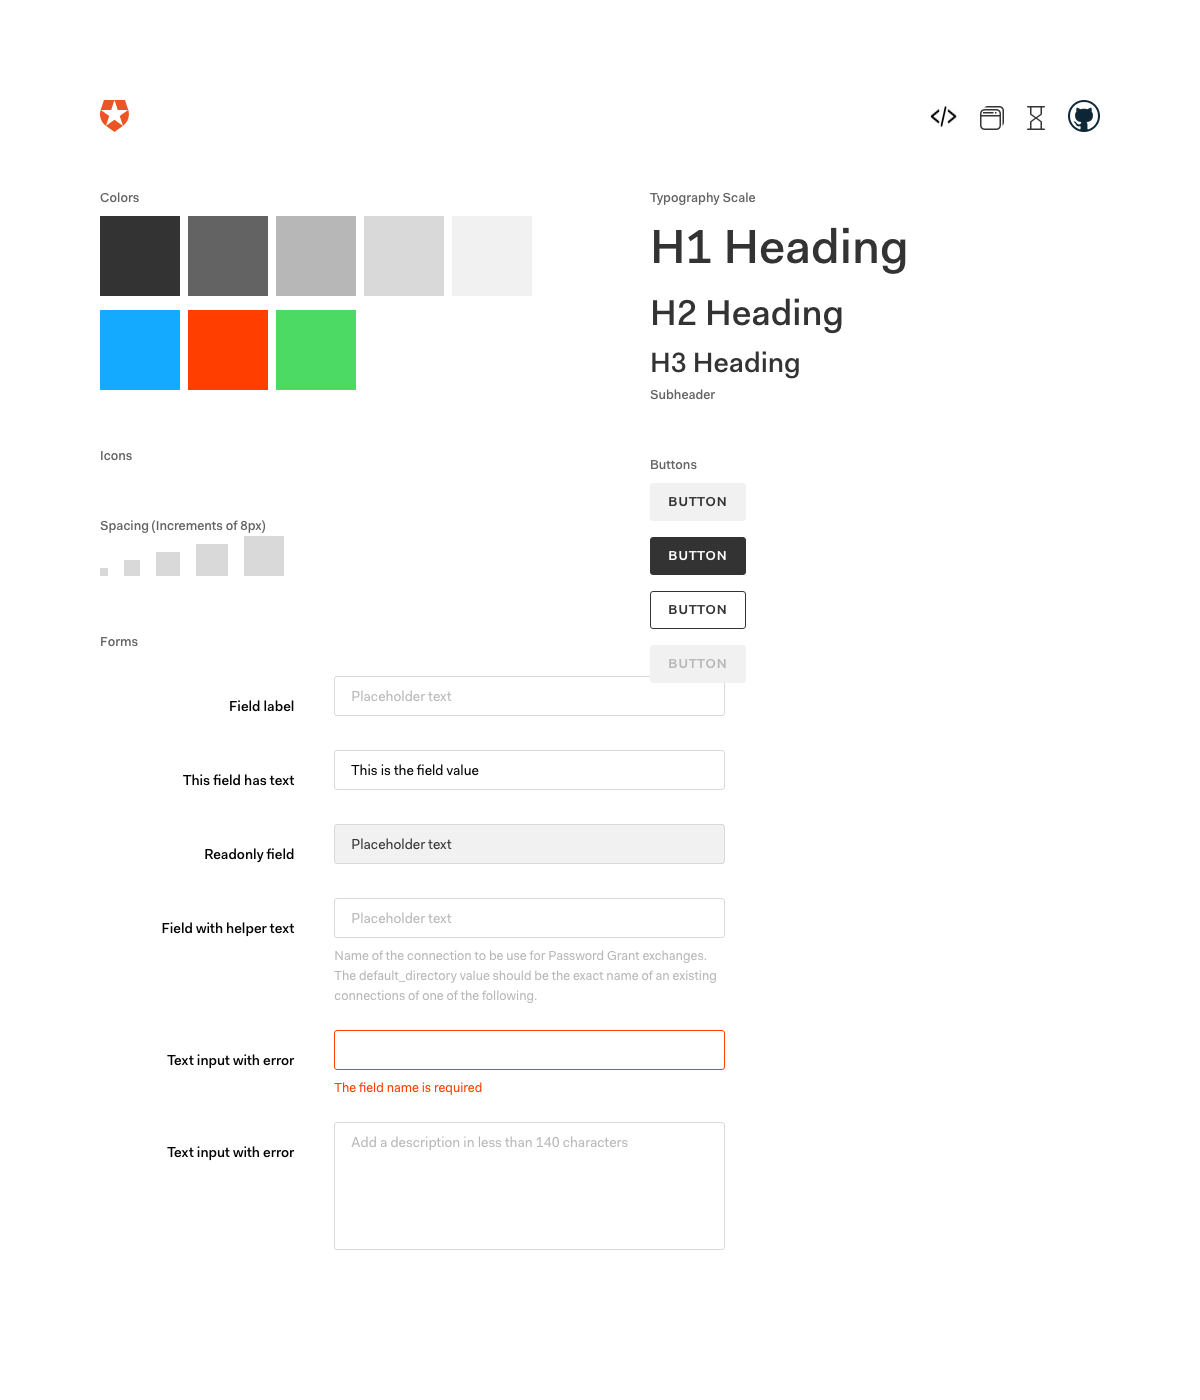 Colors
Typography Scale
H1 Heading
H2 Heading
H3 Heading
Subheader
Icons
Buttons
BUTTON
BUTTON
BUTTON
BUTTON
Spacing (Increments of 8px)
Forms
Field label
Placeholder text
This field has text
This is the field value
Readonly field
Placeholder text
Field with helper text
Placeholder text
Name of the connection to be use for Password Grant exchanges.
The default_directory value should be the exact name of an existing
connections of one of the following.
Text input with error
The field name is required
Text input with error
Add a description in less than 140 characters